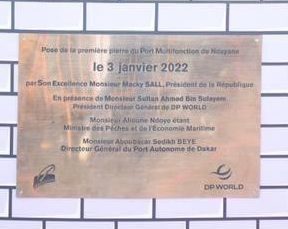 Pose de la première pierre du Port Multifonction de Ndayane
le 3 janvier 2022
par Son Excellence Monsieur Macky SALL, Président de la République
En présence de Monsieur Sultan Ahmed Bin Sulayem
Président Directeur Général de DP WORLD
Monsieur Alioune Ndoye étant
Ministre des Pêches et de l'Economie Maritime
Monsieur Aboubacar Sedikh BEYE
Directeur Général du Port Autonome de Dakar
DP WORLD